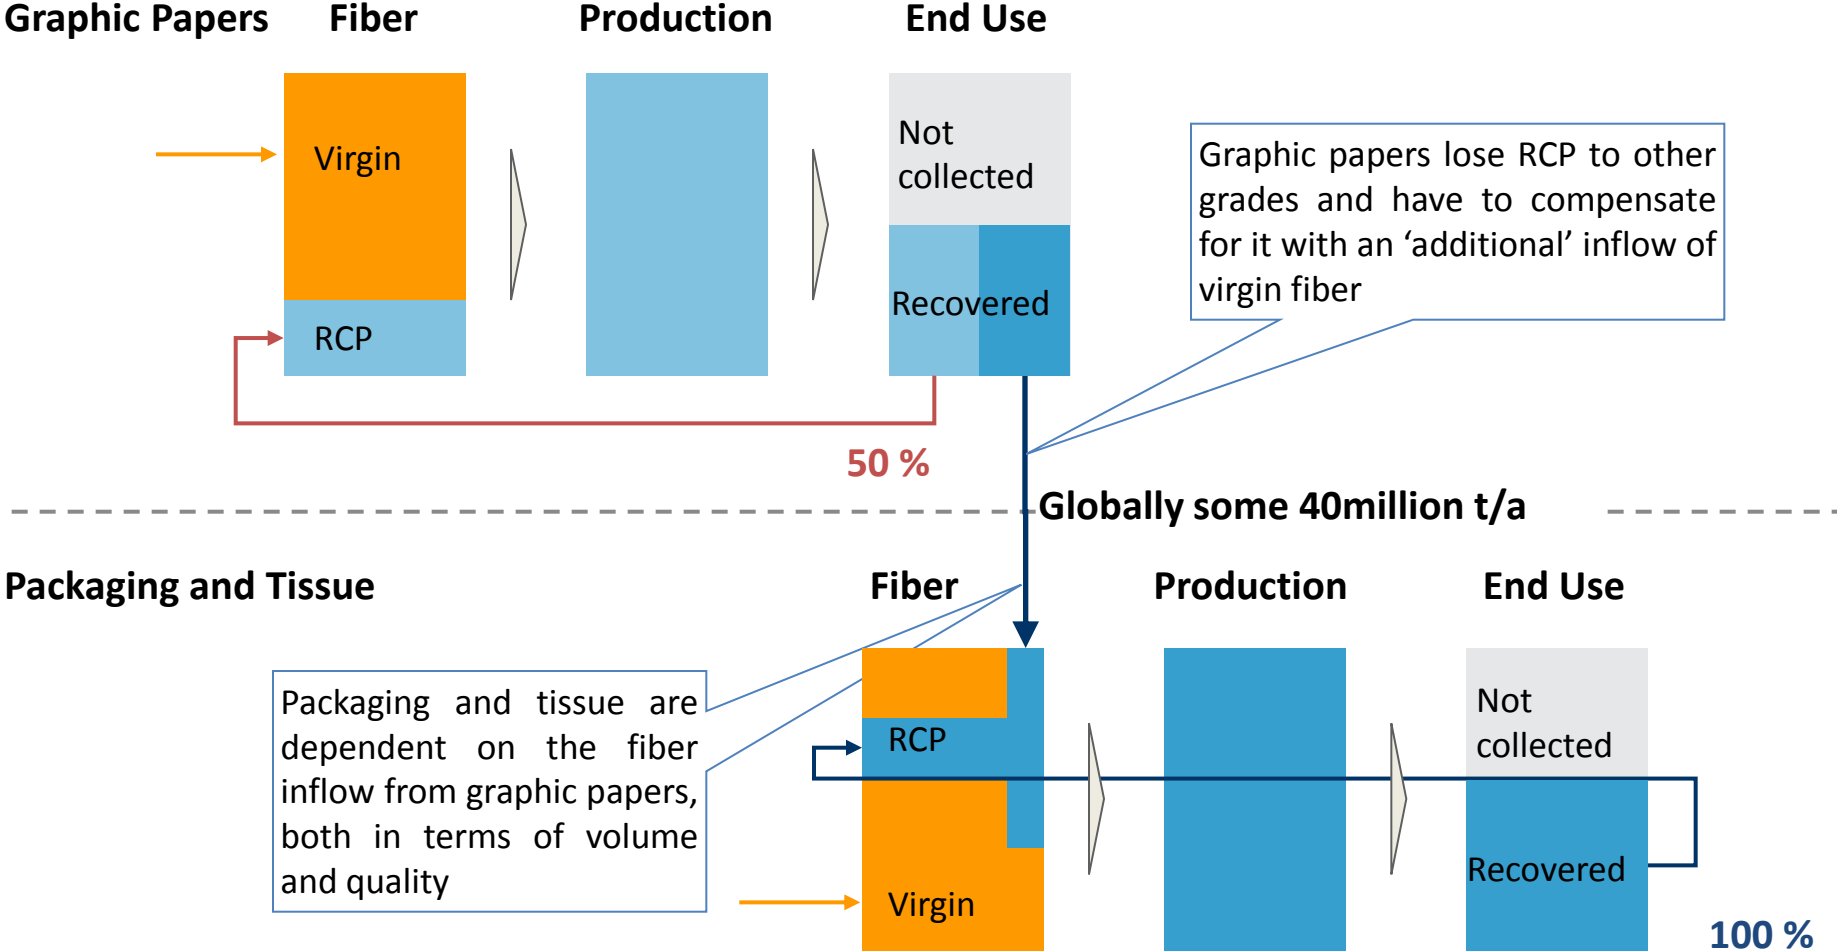 Graphic Papers Fiber Production End Use
Virgin
RCP
Not
collected
Recovered
Graphic papers lose RCP to other
grades and have to compensate
for it with an ‘additional’ inflow of
virgin fiber
50 %
Globally some 40million t/a
Packaging and Tissue Fiber Production End Use
Packaging and tissue are
dependent on the fiber
inflow from graphic papers,
both in terms of volume
and quality
RCP
Virgin
Not
collected
Recovered
100 %